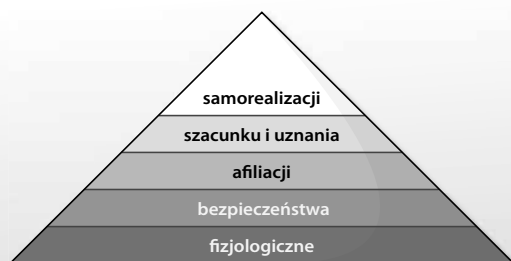 samorealizacji
szacunku i uznania
afiliacji
bezpieczeństwa
fizjologiczne